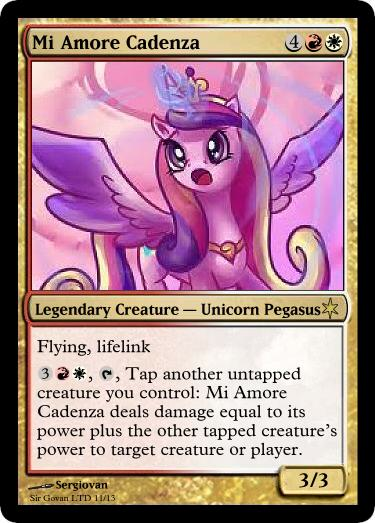 Mi Amore Cadenza 4
Legendary Creature — Unicorn Pegasus
Flying, lifelink
3, , Tap another untapped
creature you control: Mi Amore
Cadenza deals damage equal to its
power plus the other tapped creature's
power to target creature or player.
Sergiovan
Sir Govan LTD 11/13
3/3